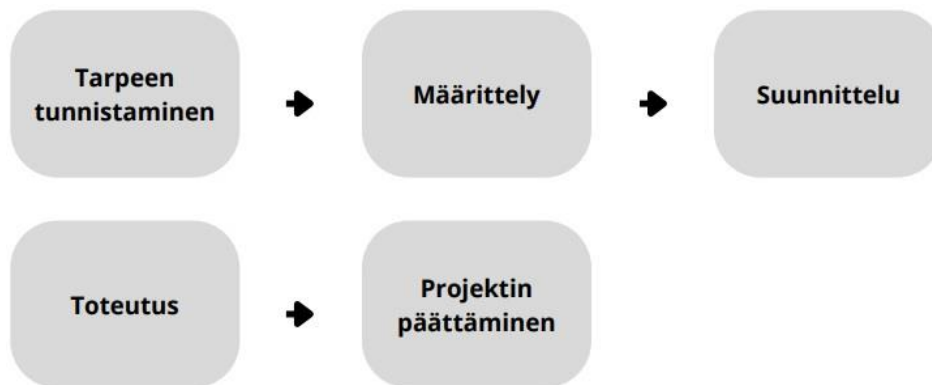 Tarpeen
tunnistaminen
Määrittely
Suunnittelu
Toteutus
Projektin
päättäminen